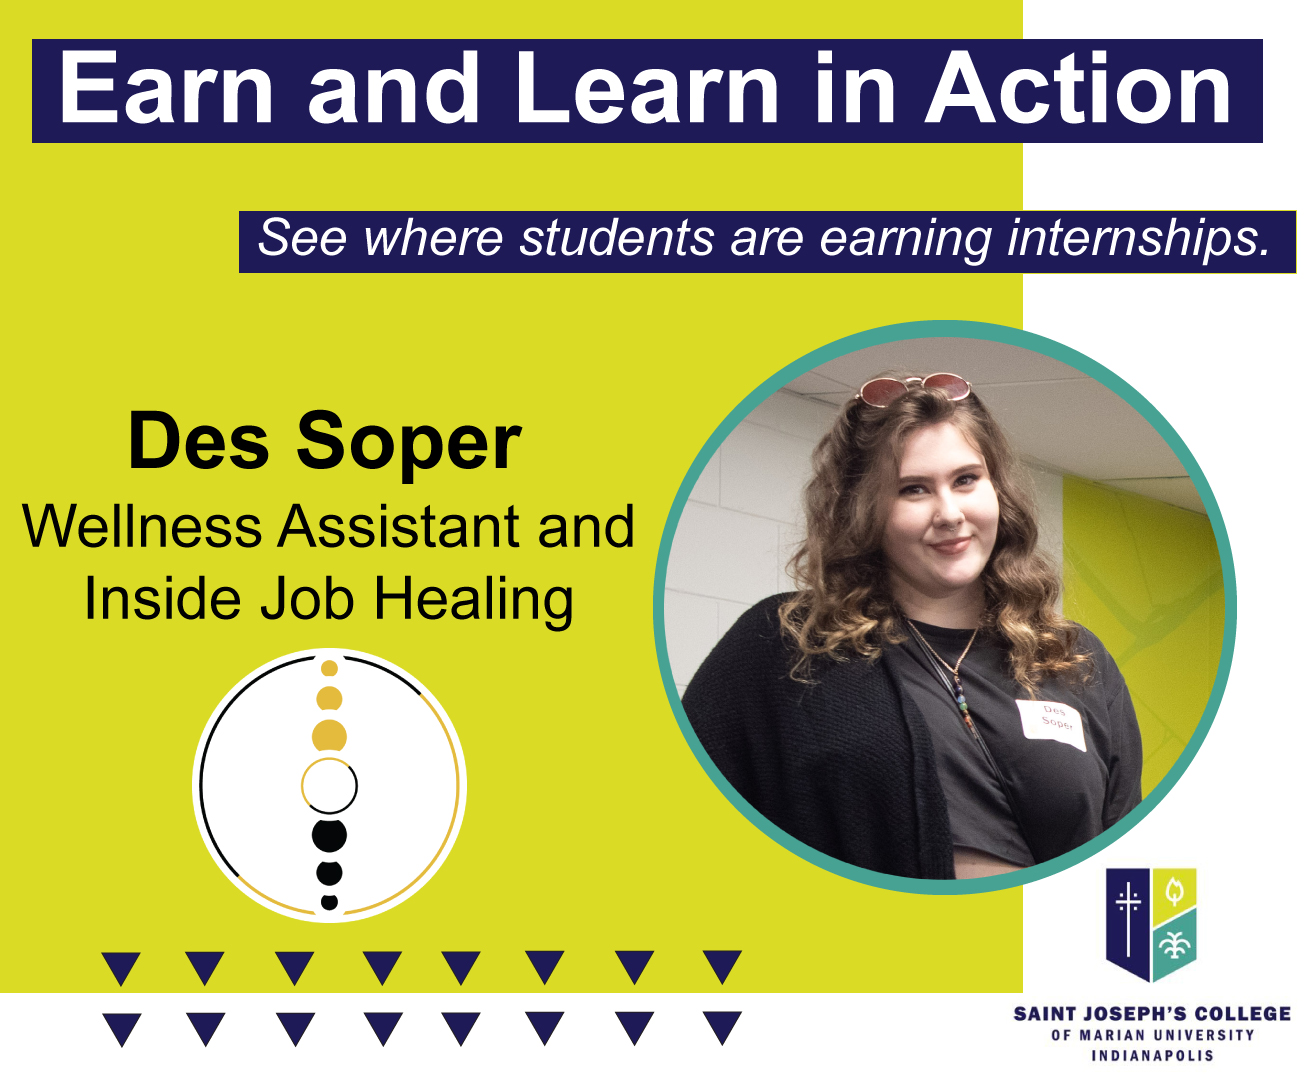 Earn and Learn in Action
See where students are earning internships.
Des Soper
Wellness Assistant and
Inside Job Healing
Des
Soper
SAINT JOSEPH'S COLLEGE
OF MARIAN UNIVERSITY
INDIANAPOLIS